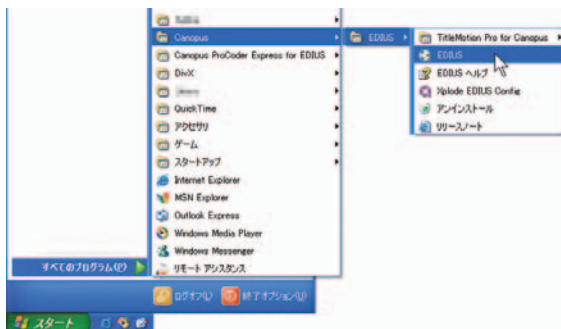 Canopus
Canopus ProCoder Express for EDIUS
DivX
QuickTime
アクセサリ
ゲーム
スタートアップ
Internet Explorer
MSN Explorer
Outlook Express
Windows Media Player
Windows Messenger
リモート アシスタンス
EDIUS
TitleMotion Pro for Canopus
EDIUS
EDIUS ヘルプ
Xplode EDIUS Config
アンインストール
リリースノート
すべてのプログラム(P)
ログオフ(L)
終了オプション(U)
スタート